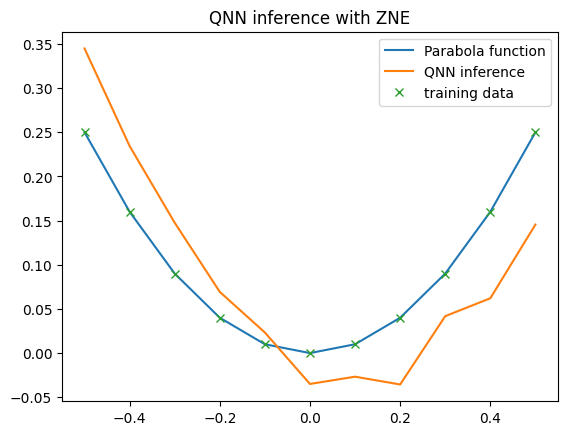 QNN inference with ZNE
0.35
0.30
0.25
0.20
0.15
0.10
0.05
0.00
−0.05
Parabola function
QNN inference
training data
−0.4 −0.2 0.0 0.2 0.4